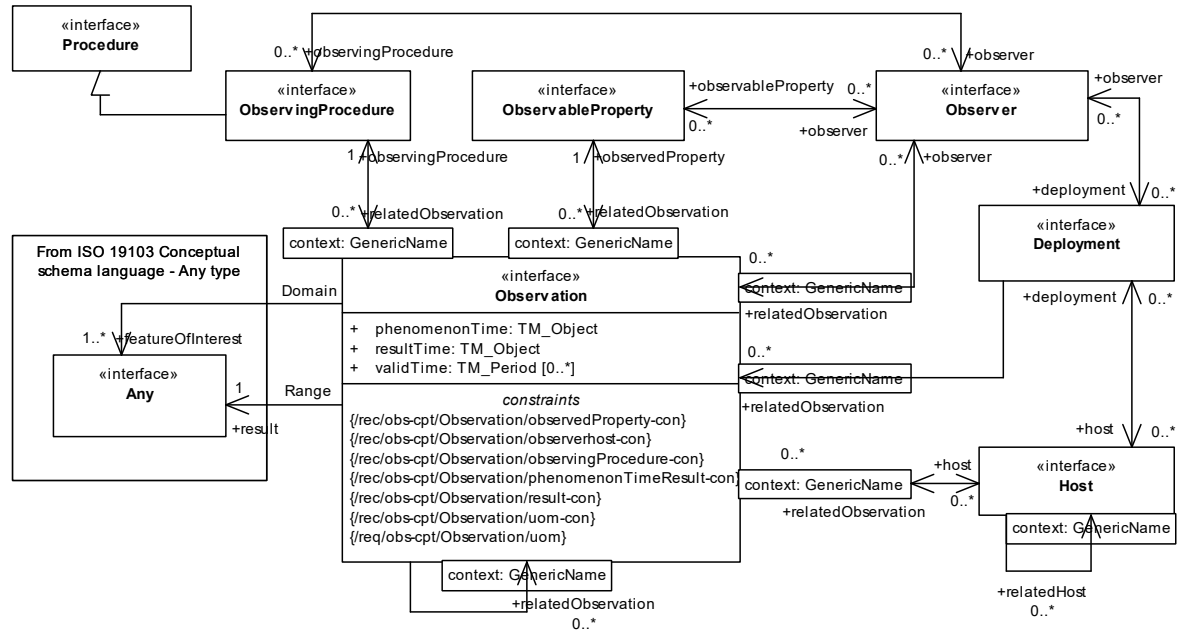 «interface»
Procedure
0..* +observingProcedure
0..* +observer
«interface»
ObservingProcedure
«interface»
ObservableProperty
+observableProperty 0..*
0..*
+observer
«interface»
Observer
+observer
0..*
1 +observingProcedure
1 +observedProperty
0..* +observer
+deployment 0..*
0..* +relatedObservation
0..* +relatedObservation
context: GenericName
context: GenericName
«interface»
Deployment
From ISO 19103 Conceptual
schema language - Any type
Domain
1..* +featureOfInterest
«interface»
Any
Range
1
+result
«interface»
Observation
+ phenomenonTime: TM_Object
+ resultTime: TM_Object
+ validTime: TM_Period [0..*]
constraints
{/rec/obs-cpt/Observation/observedProperty-con}
{/rec/obs-cpt/Observation/observerhost-con}
{/rec/obs-cpt/Observation/observingProcedure-con}
{/rec/obs-cpt/Observation/phenomenonTimeResult-con}
{/rec/obs-cpt/Observation/result-con}
{/rec/obs-cpt/Observation/uom-con}
{/req/obs-cpt/Observation/uom}
0..*
context: GenericName
+relatedObservation
0..*
context: GenericName
+relatedObservation
+deployment 0..*
+host 0..*
0..*
context: GenericName
+relatedObservation
+host
0..*
«interface»
Host
context: GenericName
+relatedHost
0..*
context: GenericName
+relatedObservation
0..*